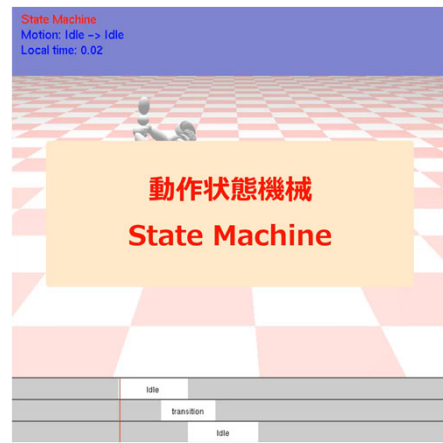 State Machine
Motion: Idle -> Idle
Local time: 0.02
動作状態機械
State Machine
Idle
transition
Idle